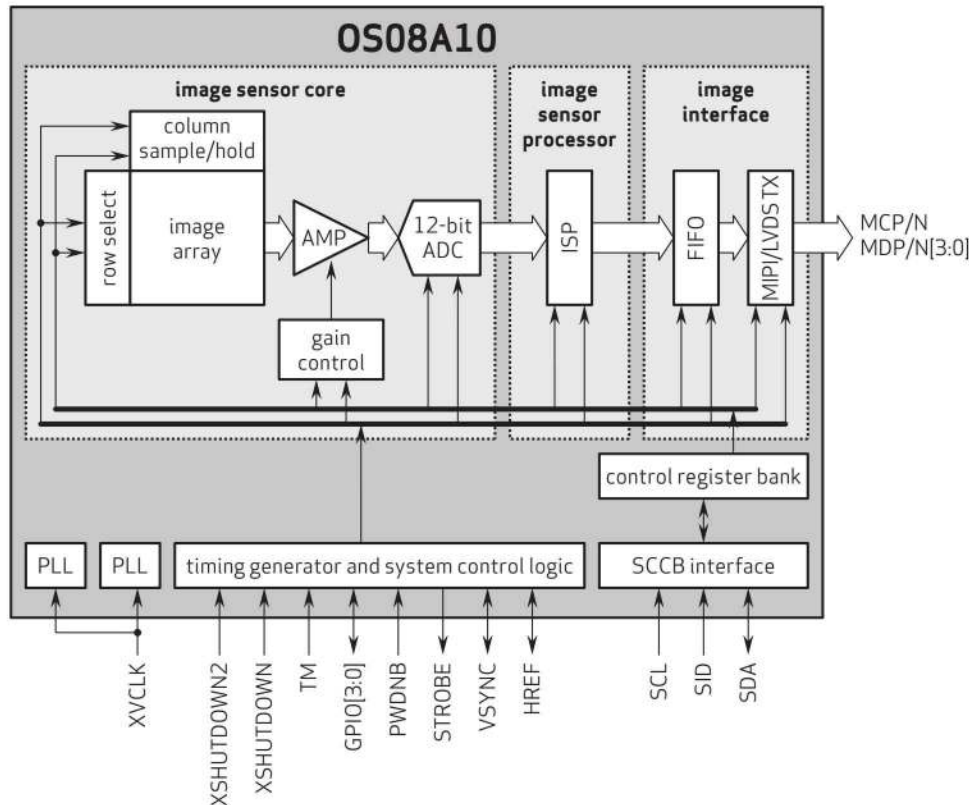 OS08A10
image sensor core
image
sensor
processor
image
interface
column
sample/hold
row select
image
array
AMP
12-bit
ADC
ISP
FIFO
MIPI/LVDS TX
MCP/N
MDP/N[3:0]
gain
control
control register bank
PLL
PLL
timing generator and system control logic
SCCB interface
XVCLK
XSHUTDOWN2
XSHUTDOWN
TM
GPIO[3:0]
PWDNB
STROBE
VSYNC
HREF
SCL
SID
SDA